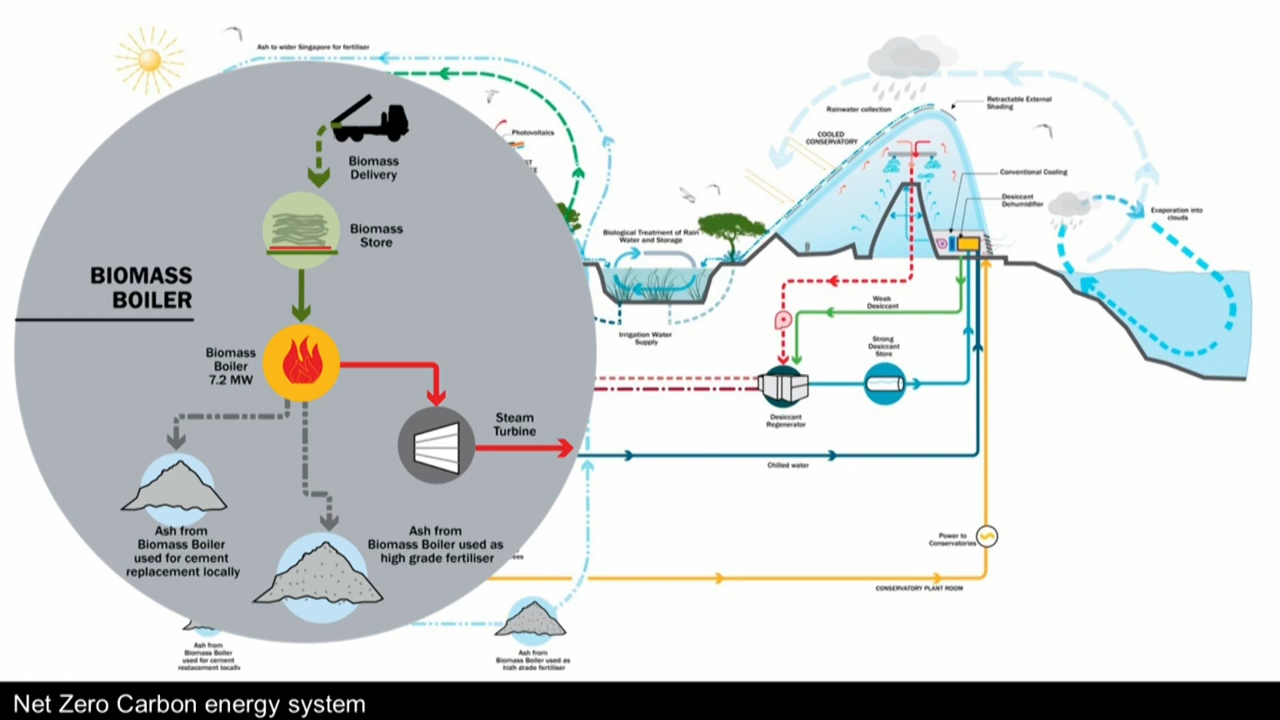 Ash to wider Singapore for fertiliser
Biomass
Delivery
Biomass
Store
BIOMASS
BOILER
Biomass
Boiler
7.2 MW
Steam
Turbine
Ash from
Biomass Boiler
used for cement
replacement locally
Ash from
Biomass Boiler used as
high grade fertiliser
Photovoltaics
Rainwater collection
COOLED
CONSERVATORY
Retractable External
Shading
Conventional Cooling
Desiccant
Dehumidifier
Evaporation into
clouds
Biological Treatment of Rain
Water and Storage
Irrigation Water
Supply
Weak
Desiccant
Strong
Desiccant
Store
Desiccant
Regenerator
Chilled water
Power to
Conservatories
CONSERVATORY PLANT ROOM
Ash from
Biomass Boiler
used for cement
replacement locally
Ash from
Biomass Boiler used as
high grade fertiliser
Net Zero Carbon energy system